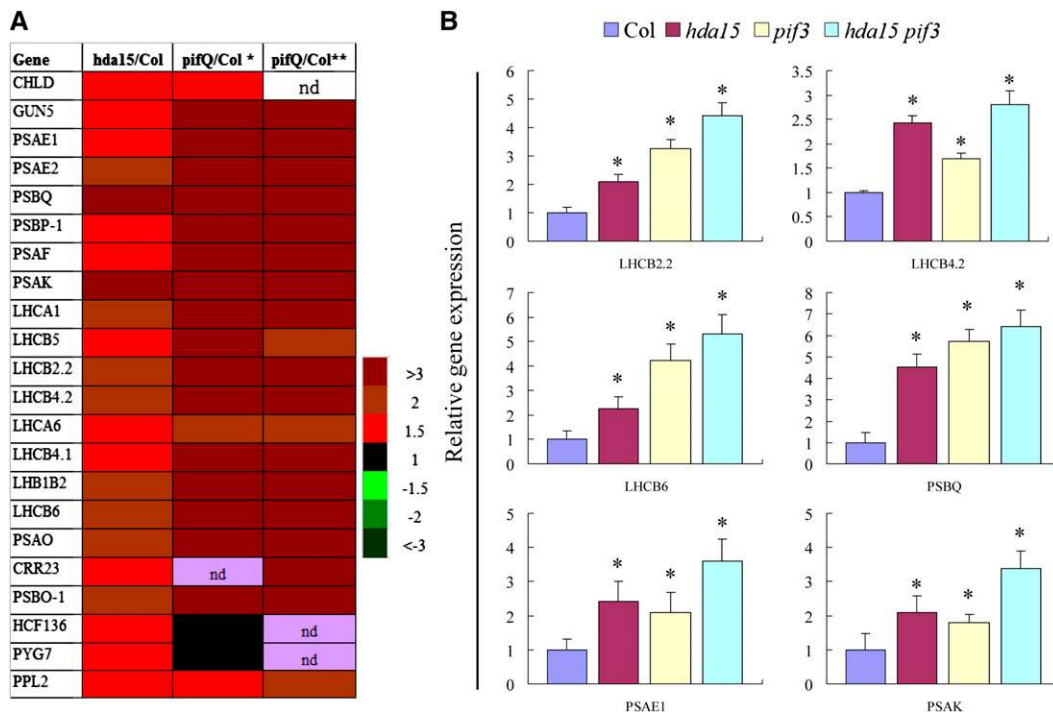 A
Gene hda15/Col pifQ/Col * pifQ/Col**
CHLD nd
GUN5
PSAE1
PSAE2
PSBQ
PSBP-1
PSAF
PSAK
LHCA1
LHCB5
LHCB2.2
LHCB4.2
LHCA6
LHCB4.1
LHB1B2
LHCB6
PSAO
CRR23 nd
PSBO-1
HCF136 nd
PYG7 nd
PPL2
>3
2
1.5
1
-1.5
-2
<-3
B
Col hda15 pif3 hda15 pif3
Relative gene expression
6
5
4
3
2
1
0
* * *
LHCB2.2
3.5
3
2.5
2
1.5
1
0.5
0
* * *
LHCB4.2
7
6
5
4
3
2
1
0
* * *
LHCB6
8
7
6
5
4
3
2
1
0
* * *
PSBQ
5
4
3
2
1
0
* * *
PSAE1
5
4
3
2
1
0
* * *
PSAK